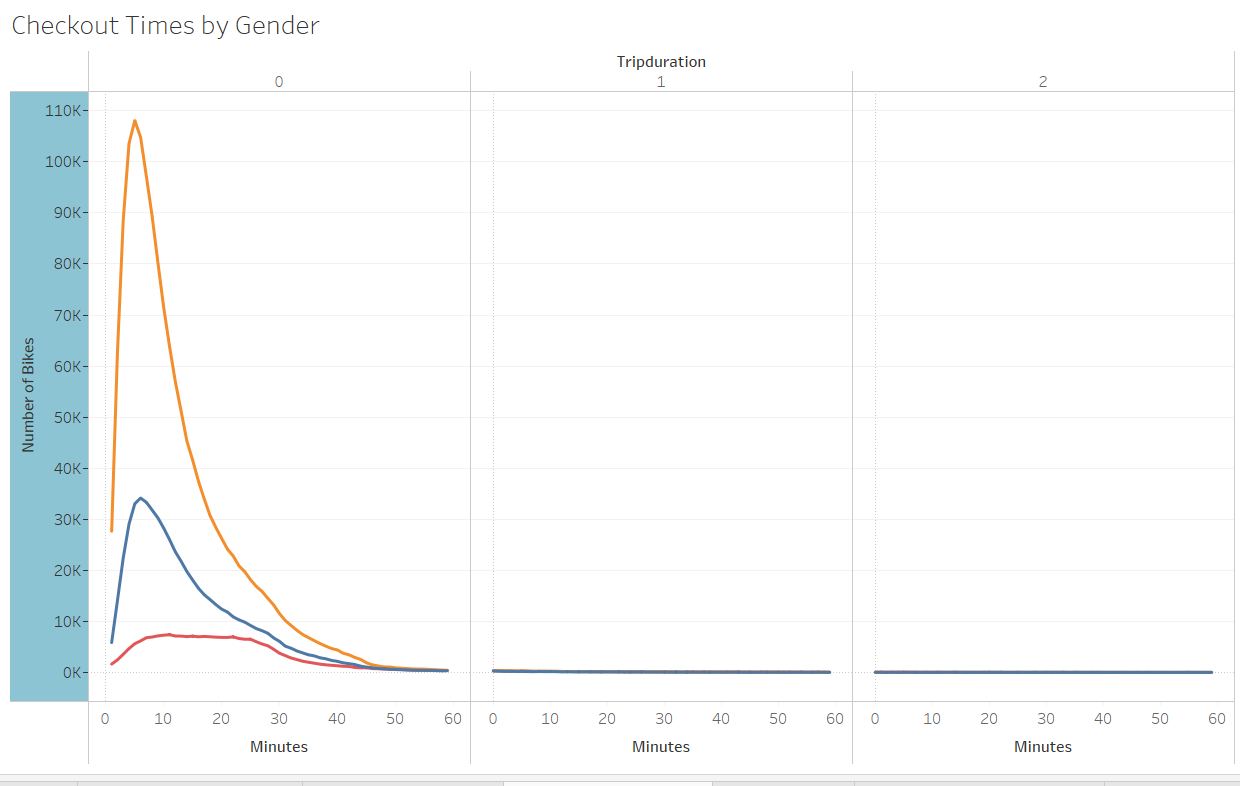 Checkout Times by Gender
Tripduration
0 1 2
110K
100K
90K
80K
70K
60K
50K
40K
30K
20K
10K
0K
Number of Bikes
0 10 20 30 40 50 60 0 10 20 30 40 50 60 0 10 20 30 40 50 60
Minutes Minutes Minutes